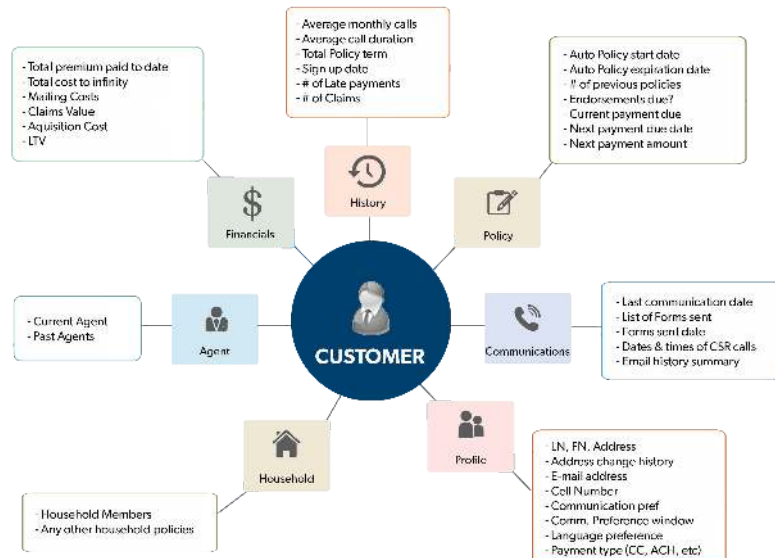 - Average monthly calls
- Average call duration
- Total Policy term
- Sign up date
- # of Late payments
- # of Claims
History
- Total premium paid to date
- Total cost to infinity
- Mailing Costs
- Claims Value
- Aquisition Cost
- LTV
$
Financials
- Auto Policy start date
- Auto Policy expiration date
- # of previous policies
- Endorsements due?
Current payment due
- Next payment due date
- Next payment amount
Policy
- Current Agent
- Past Agents
Agent
CUSTOMER
Communications
- Last communication date
- List of Forms sent
- Forms sent date
- Dates & times of CSR calls
- Email history summary
Household
- Household Members
- Any other household policies
Profile
LN, FN, Address
- Address change history
- E-mail address
- Cell Number
- Communication pref
- Comm. Preference window
- Language preference
- Payment type (CC, ACH, etc)